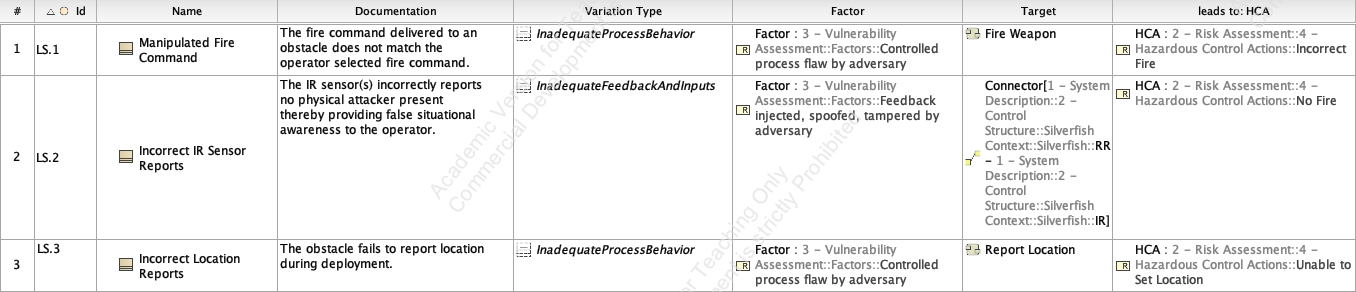 # △ Id Name Documentation Variation Type Factor Target leads to: HCA
1 LS.1
Manipulated Fire
Command
The fire command delivered to an
obstacle does not match the
operator selected fire command.
InadequateProcessBehavior
R Factor : 3 – Vulnerability
Assessment::Factors::Controlled
process flaw by adversary
Fire Weapon
R HCA : 2 – Risk Assessment::4 –
Hazardous Control Actions::Incorrect
Fire
2 LS.2
Incorrect IR Sensor
Reports
The IR sensor(s) incorrectly reports
no physical attacker present
thereby providing false situational
awareness to the operator.
InadequateFeedbackAndInputs
R Factor : 3 – Vulnerability
Assessment::Factors::Feedback
injected, spoofed, tampered by
adversary
Connector[1 – System
Description::2 –
Control
Structure::Silverfish
Context::Silverfish::RR
– 1 – System
Description::2 –
Control
Structure::Silverfish
Context::Silverfish::IR]
R HCA : 2 – Risk Assessment::4 –
Hazardous Control Actions::No Fire
3 LS.3
Incorrect Location
Reports
The obstacle fails to report location
during deployment.
InadequateProcessBehavior
R Factor : 3 – Vulnerability
Assessment::Factors::Controlled
process flaw by adversary
Report Location
R HCA : 2 – Risk Assessment::4 –
Hazardous Control Actions::Unable to
Set Location
Academic Version for
Commercial Development
Teaching Only
strictly Prohibited